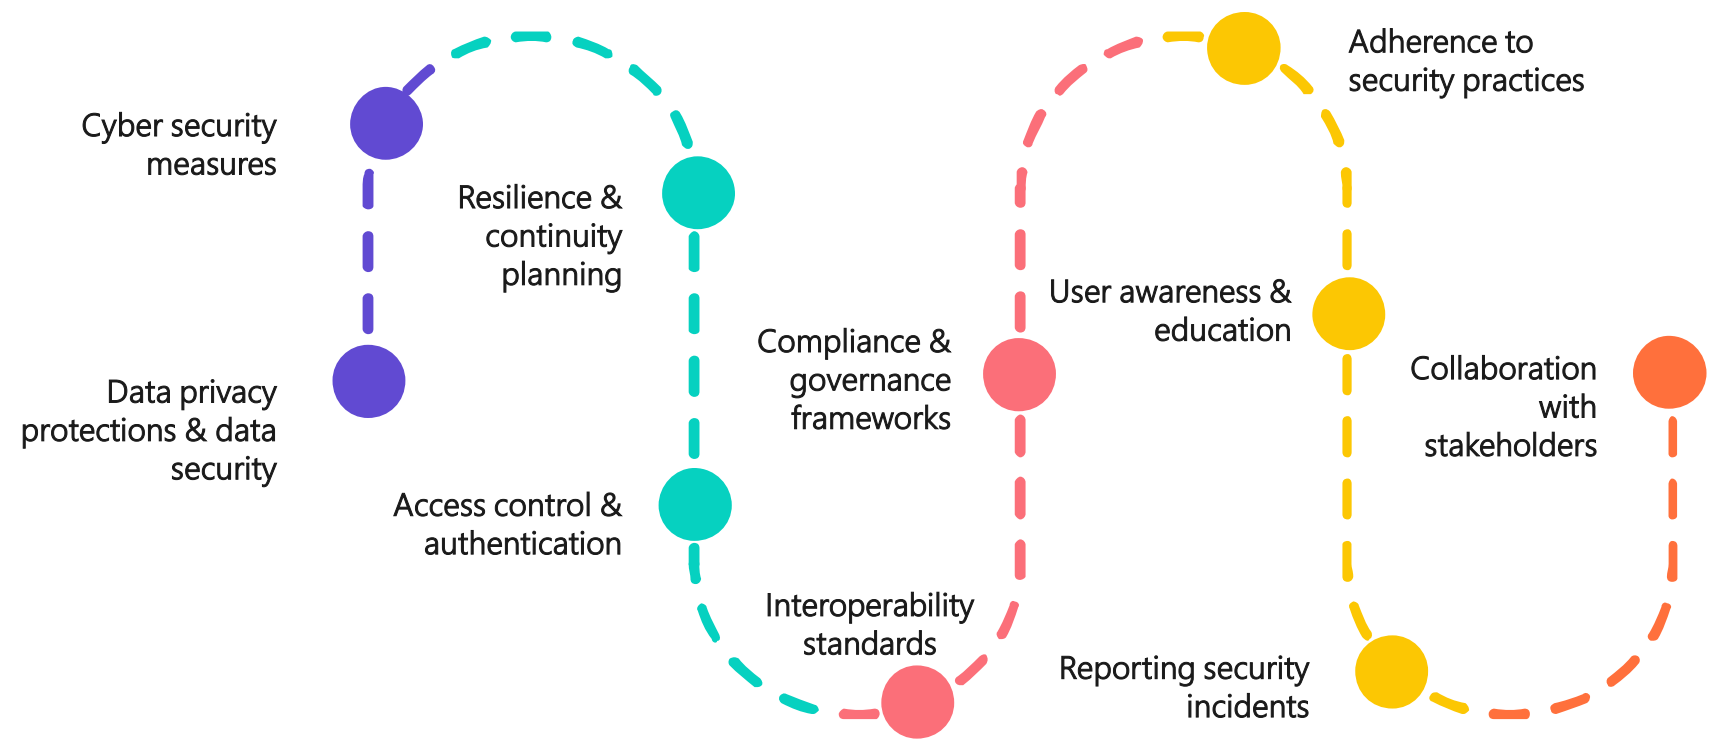 Cyber security
measures
Data privacy
protections & data
security
Resilience &
continuity
planning
Access control &
authentication
Interoperability
standards
Compliance &
governance
frameworks
Adherence to
security practices
User awareness &
education
Reporting security
incidents
Collaboration
with
stakeholders